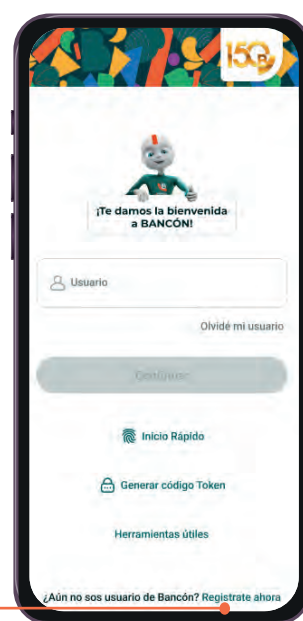 150
B
¡Te damos la bienvenida
a BANCÓN!
Usuario
Olvidé mi usuario
Continuar
Inicio Rápido
Generar código Token
Herramientas útiles
¿Aún no sos usuario de Bancón? Registrate ahora